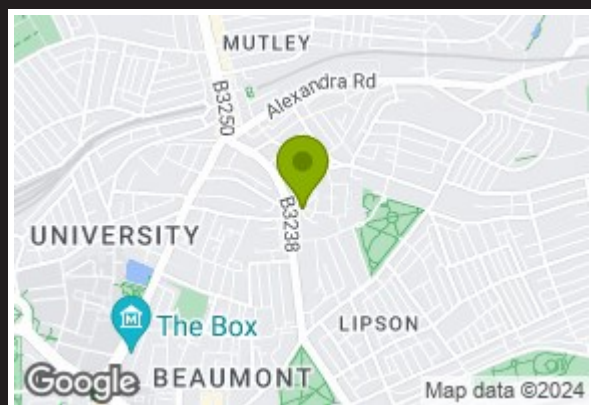 MUTLEY
Alexandra Rd
B3250
B3238
UNIVERSITY
The Box
LIPSON
BEAUMONT
Google
Map data ©2024